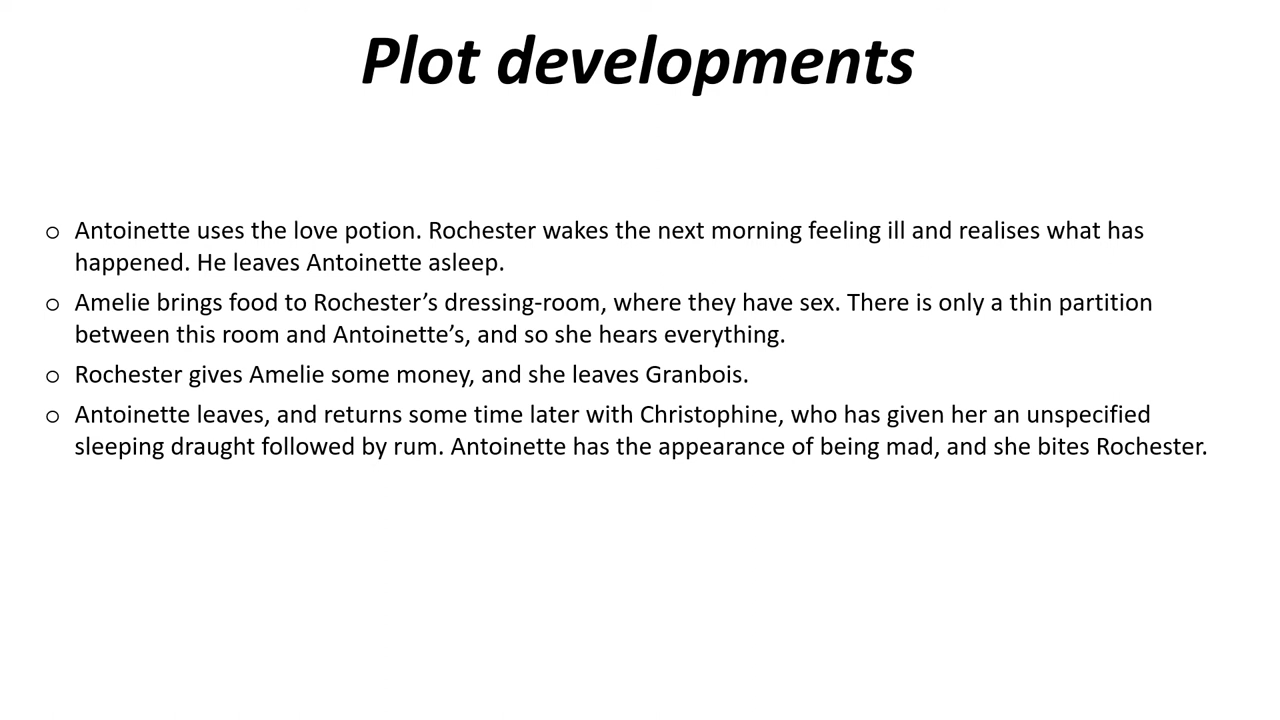 Plot developments
o Antoinette uses the love potion. Rochester wakes the next morning feeling ill and realises what has
happened. He leaves Antoinette asleep.
o Amelie brings food to Rochester’s dressing-room, where they have sex. There is only a thin partition
between this room and Antoinette’s, and so she hears everything.
o Rochester gives Amelie some money, and she leaves Granbois.
o Antoinette leaves, and returns some time later with Christophine, who has given her an unspecified
sleeping draught followed by rum. Antoinette has the appearance of being mad, and she bites Rochester.